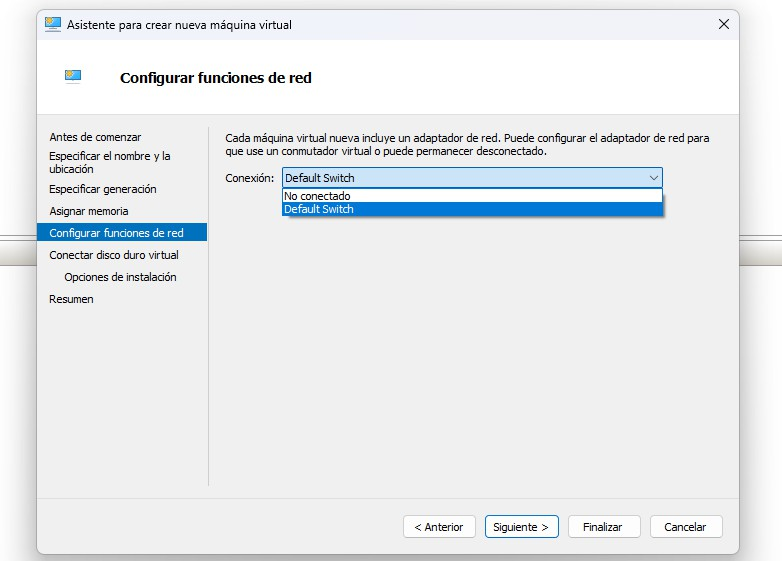 Asistente para crear nueva máquina virtual
Configurar funciones de red
Antes de comenzar
Especificar el nombre y la
ubicación
Especificar generación
Asignar memoria
Configurar funciones de red
Conectar disco duro virtual
Opciones de instalación
Resumen
Cada máquina virtual nueva incluye un adaptador de red. Puede configurar el adaptador de red para
que use un conmutador virtual o puede permanecer desconectado.
Conexión: Default Switch
No conectado
Default Switch
< Anterior
Siguiente >
Finalizar
Cancelar